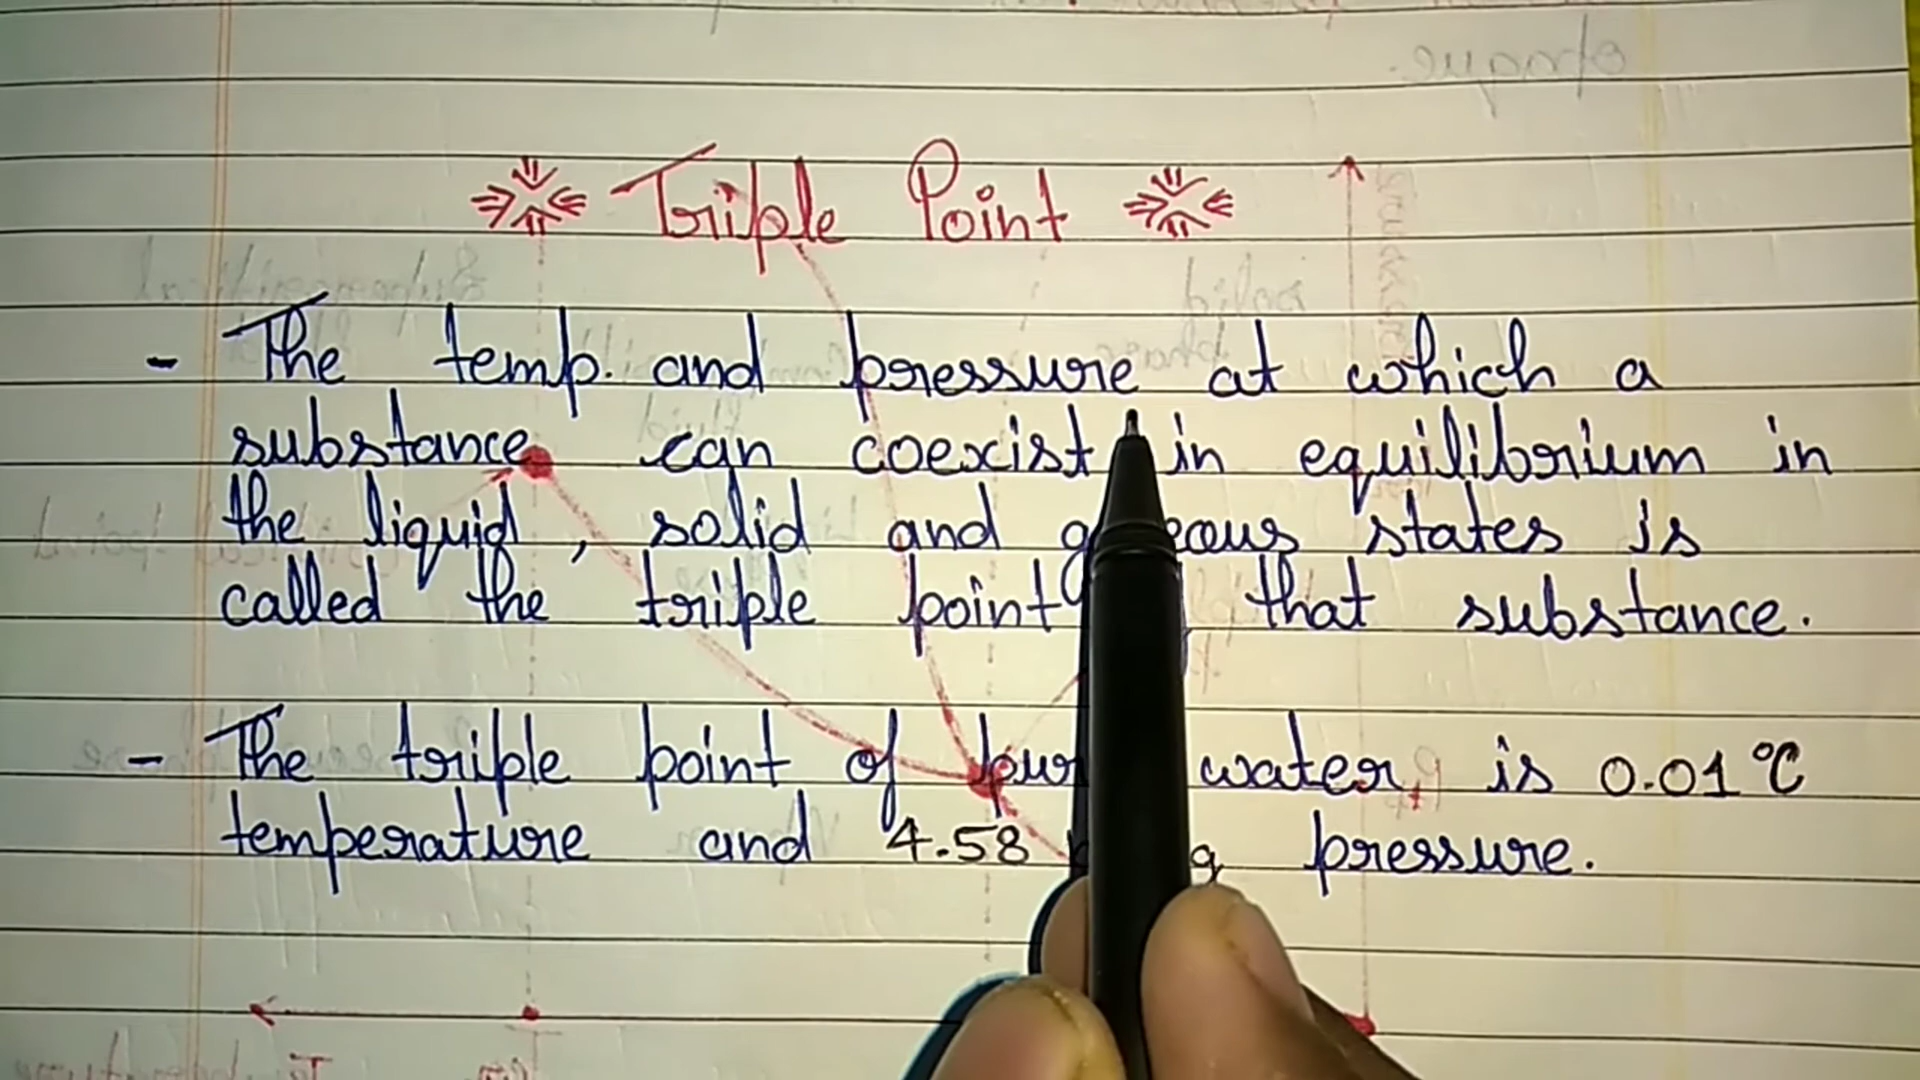 Triple Point
- The temp. and pressure at which a
substance can coexist in equilibrium in
the liquid, solid and states is
called the triple point that substance.
- The triple point of water is 0.01 °C
temperature and 4.58 pressure.